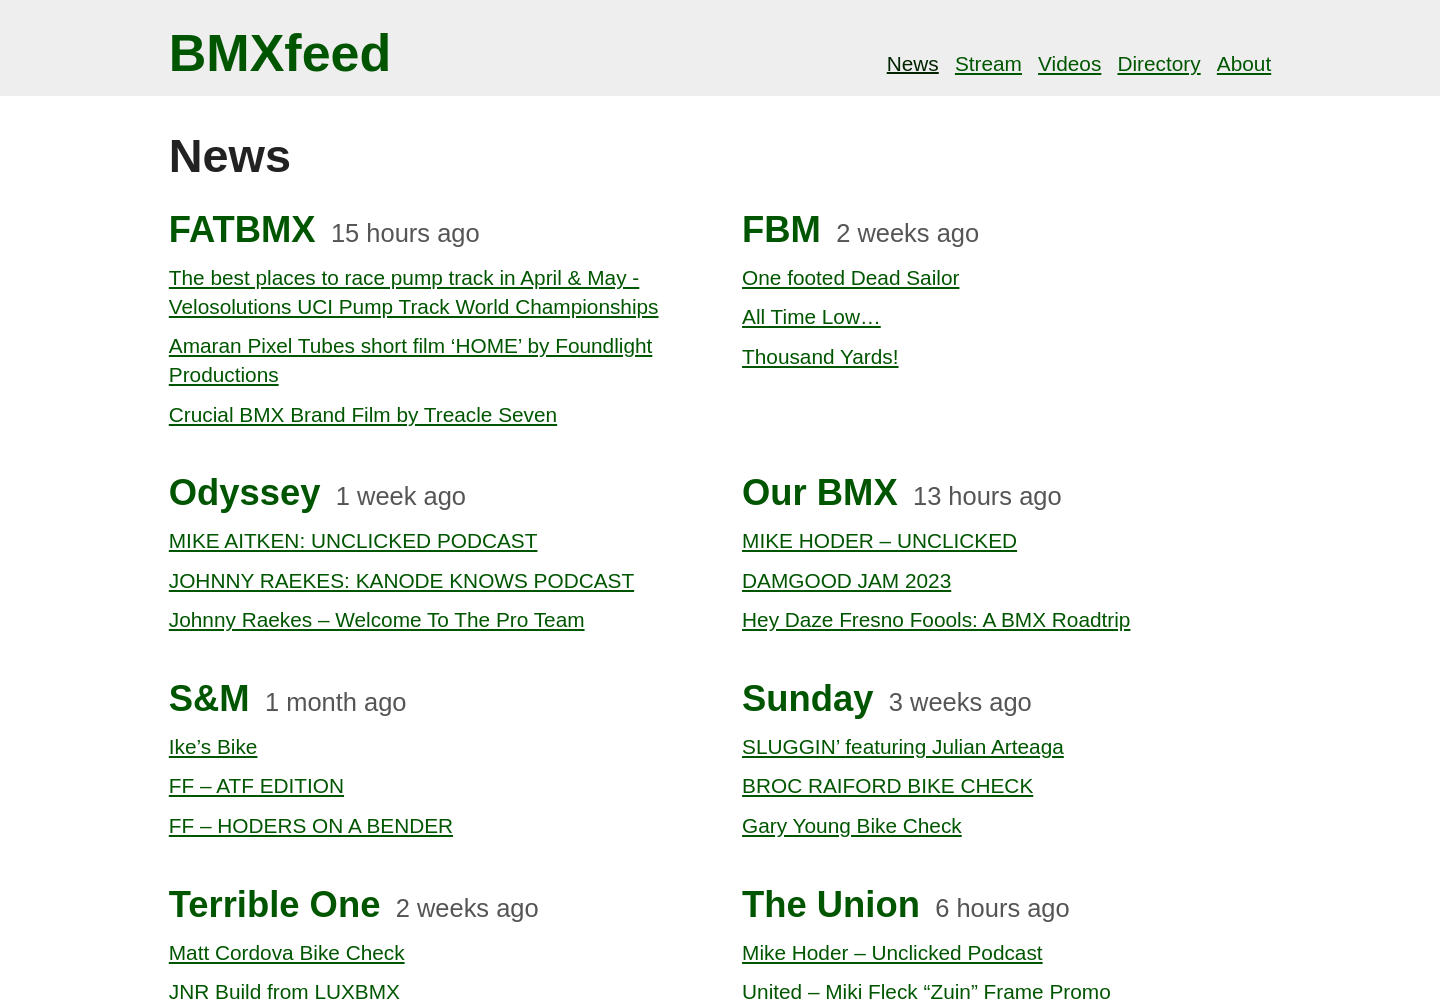 BMXfeed
News Stream Videos Directory About
News
FATBMX 15 hours ago
The best places to race pump track in April & May -
Velosolutions UCI Pump Track World Championships
Amaran Pixel Tubes short film ‘HOME’ by Foundlight
Productions
Crucial BMX Brand Film by Treacle Seven
FBM 2 weeks ago
One footed Dead Sailor
All Time Low…
Thousand Yards!
Odyssey 1 week ago
MIKE AITKEN: UNCLICKED PODCAST
JOHNNY RAEKES: KANODE KNOWS PODCAST
Johnny Raekes – Welcome To The Pro Team
Our BMX 13 hours ago
MIKE HODER – UNCLICKED
DAMGOOD JAM 2023
Hey Daze Fresno Foools: A BMX Roadtrip
S&M 1 month ago
Ike’s Bike
FF – ATF EDITION
FF – HODERS ON A BENDER
Sunday 3 weeks ago
SLUGGIN’ featuring Julian Arteaga
BROC RAIFORD BIKE CHECK
Gary Young Bike Check
Terrible One 2 weeks ago
Matt Cordova Bike Check
JNR Build from LUXBMX
The Union 6 hours ago
Mike Hoder – Unclicked Podcast
United – Miki Fleck “Zuin” Frame Promo